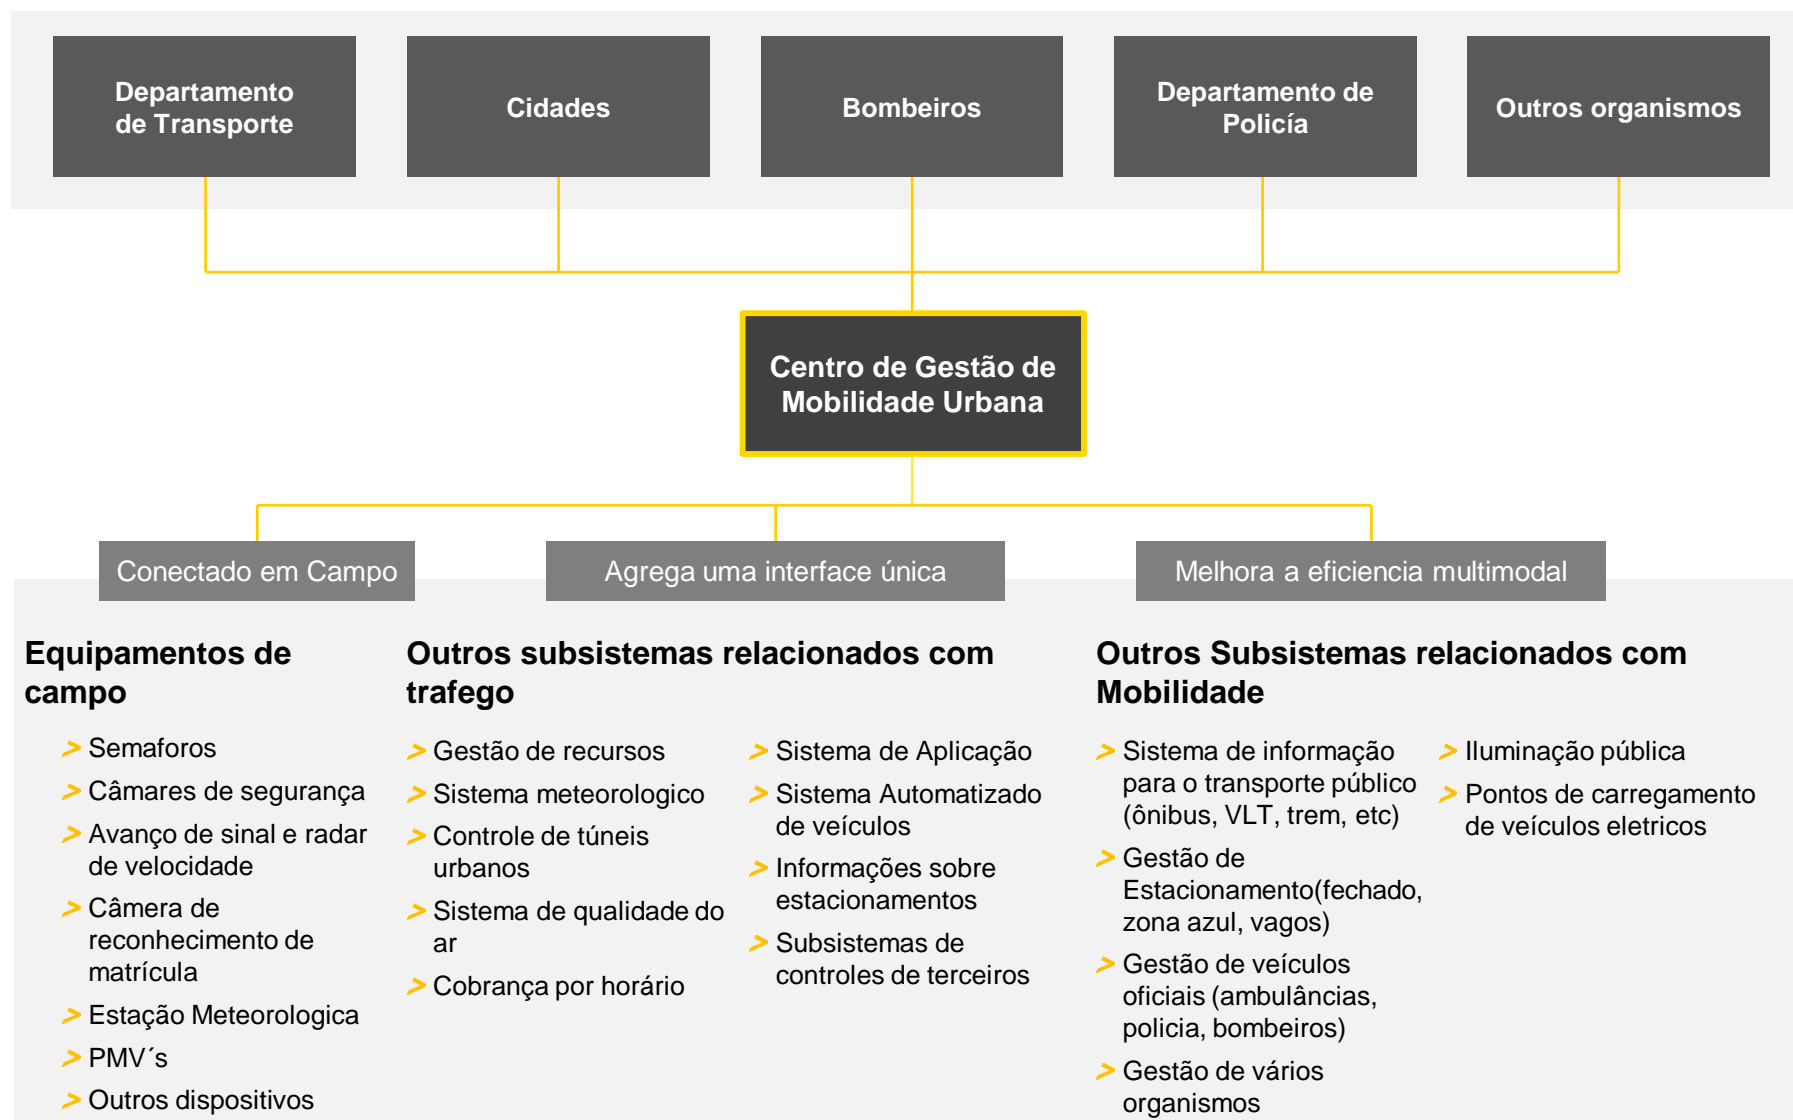 Departamento
de Transporte
Cidades
Bombeiros
Departamento de
Policía
Outros organismos
Centro de Gestão de
Mobilidade Urbana
Conectado em Campo
Agrega uma interface única
Melhora a eficiencia multimodal
Equipamentos de
campo
> Semaforos
> Câmares de segurança
> Avanço de sinal e radar
de velocidade
> Câmera de
reconhecimento de
matrícula
> Estação Meteorologica
> PMV´s
> Outros dispositivos
Outros subsistemas relacionados com
trafego
> Gestão de recursos
> Sistema meteorologico
> Controle de túneis
urbanos
> Sistema de qualidade do
ar
> Cobrança por horário
> Sistema de Aplicação
> Sistema Automatizado
de veículos
> Informações sobre
estacionamentos
> Subsistemas de
controles de terceiros
Outros Subsistemas relacionados com
Mobilidade
> Sistema de informação
para o transporte público
(ônibus, VLT, trem, etc)
> Gestão de
Estacionamento(fechado,
zona azul, vagos)
> Gestão de veículos
oficiais (ambulâncias,
policia, bombeiros)
> Gestão de vários
organismos
> Iluminação pública
> Pontos de carregamento
de veículos eletricos